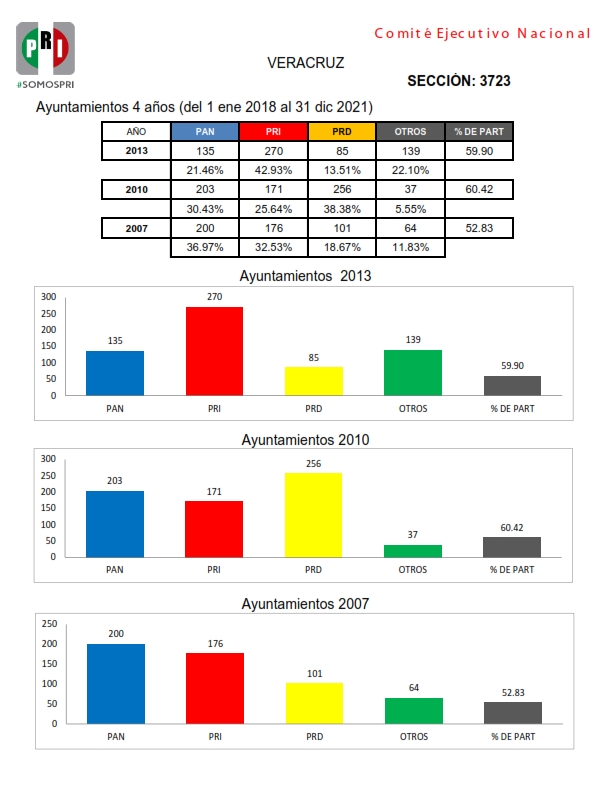 Comité Ejecutivo Nacional
PRI
#SOMOSPRI
VERACRUZ
SECCIÓN: 3723
Ayuntamientos 4 años (del 1 ene 2018 al 31 dic 2021)
AÑO PAN PRI PRD OTROS % DE PART
2013 135 270 85 139 59.90
21.46% 42.93% 13.51% 22.10%
2010 203 171 256 37 60.42
30.43% 25.64% 38.38% 5.55%
2007 200 176 101 64 52.83
36.97% 32.53% 18.67% 11.83%
Ayuntamientos 2013
300
250
200
150
100
50
0
135 270 85 139 59.90
PAN PRI PRD OTROS % DE PART
Ayuntamientos 2010
300
250
200
150
100
50
0
203 171 256 37 60.42
PAN PRI PRD OTROS % DE PART
Ayuntamientos 2007
250
200
150
100
50
0
200 176 101 64 52.83
PAN PRI PRD OTROS % DE PART